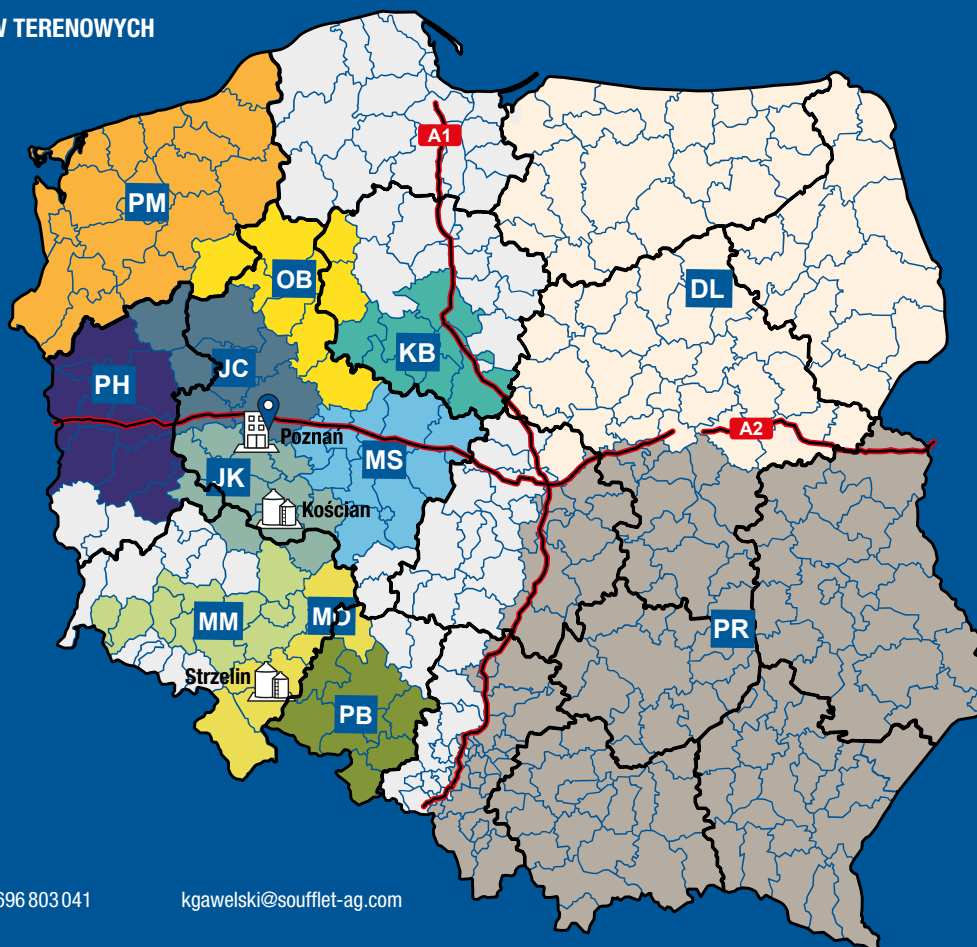 W TERENOWYCH
A1
PM
OB
DL
KB
JC
PH
A2
Poznań
MS
JK
Kościan
MM
MO
PR
Strzelin
PB
696 803 041
kgawelski@soufflet-ag.com